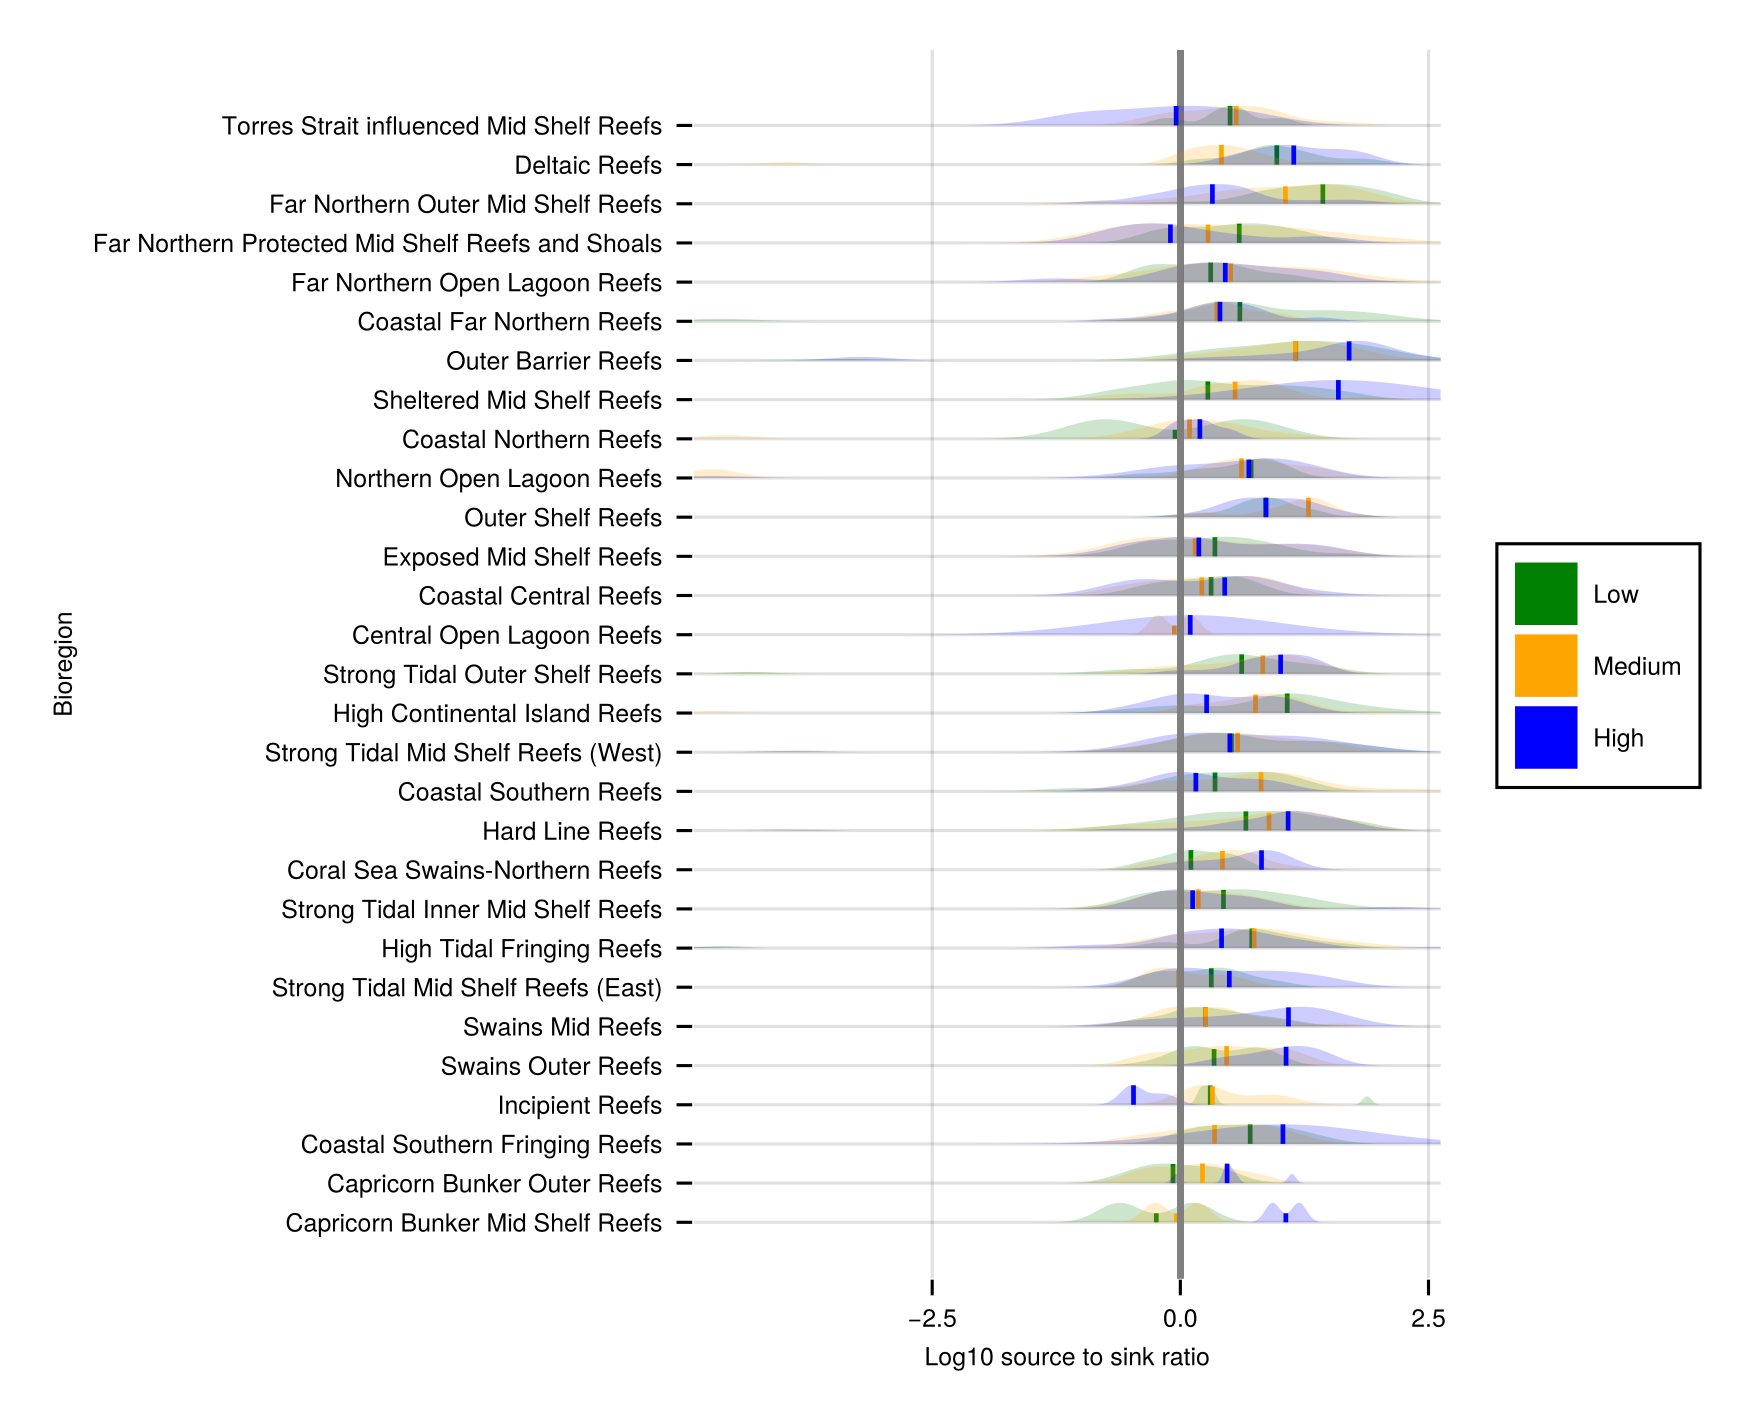 Torres Strait influenced Mid Shelf Reefs
Deltaic Reefs
Far Northern Outer Mid Shelf Reefs
Far Northern Protected Mid Shelf Reefs and Shoals
Far Northern Open Lagoon Reefs
Coastal Far Northern Reefs
Outer Barrier Reefs
Sheltered Mid Shelf Reefs
Coastal Northern Reefs
Northern Open Lagoon Reefs
Outer Shelf Reefs
Exposed Mid Shelf Reefs
Coastal Central Reefs
Central Open Lagoon Reefs
Strong Tidal Outer Shelf Reefs
High Continental Island Reefs
Strong Tidal Mid Shelf Reefs (West)
Coastal Southern Reefs
Hard Line Reefs
Coral Sea Swains-Northern Reefs
Strong Tidal Inner Mid Shelf Reefs
High Tidal Fringing Reefs
Strong Tidal Mid Shelf Reefs (East)
Swains Mid Reefs
Swains Outer Reefs
Incipient Reefs
Coastal Southern Fringing Reefs
Capricorn Bunker Outer Reefs
Capricorn Bunker Mid Shelf Reefs
Bioregion
−2.5 0.0 2.5
Log10 source to sink ratio
Low
Medium
High